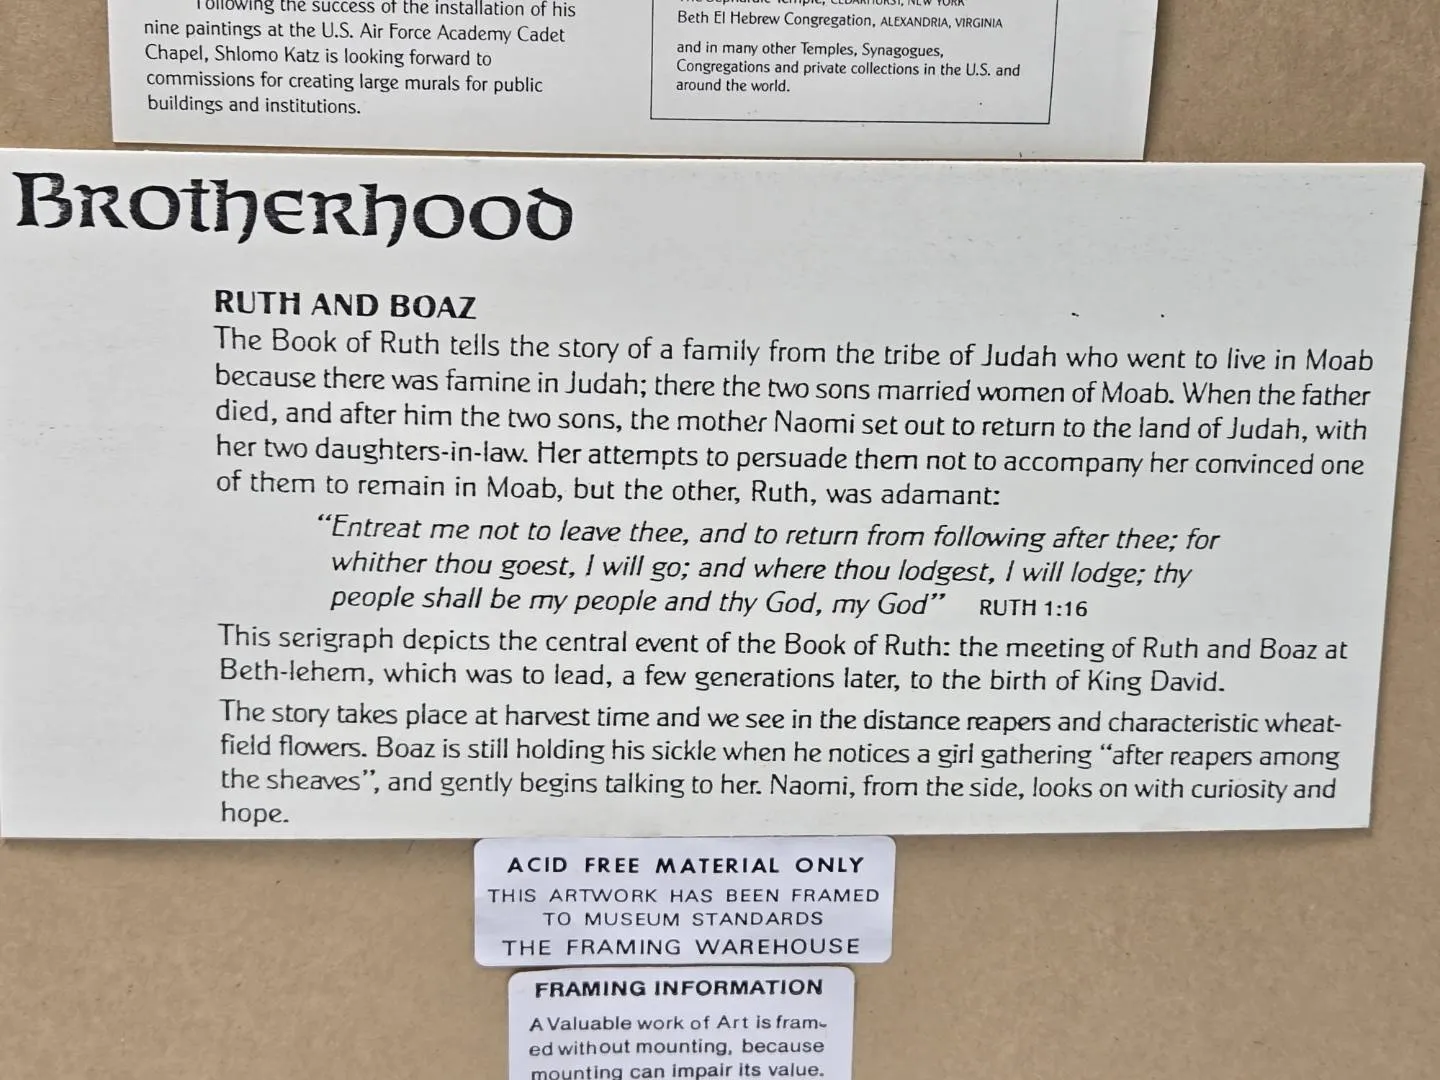 Following the success of the installation of his
nine paintings at the U.S. Air Force Academy Cadet
Chapel, Shlomo Katz is looking forward to
commissions for creating large murals for public
buildings and institutions.
Temple, CEDARHURST, NEW YORK
Beth El Hebrew Congregation, ALEXANDRIA, VIRGINIA
and in many other Temples, Synagogues,
Congregations and private collections in the U.S. and
around the world.
Brotherhood
RUTH AND BOAZ
The Book of Ruth tells the story of a family from the tribe of Judah who went to live in Moab
because there was famine in Judah; there the two sons married women of Moab. When the father
died, and after him the two sons, the mother Naomi set out to return to the land of Judah, with
her two daughters-in-law. Her attempts to persuade them not to accompany her convinced one
of them to remain in Moab, but the other, Ruth, was adamant:
“Entreat me not to leave thee, and to return from following after thee; for
whither thou goest, I will go; and where thou lodgest, I will lodge; thy
people shall be my people and thy God, my God” RUTH 1:16
This serigraph depicts the central event of the Book of Ruth: the meeting of Ruth and Boaz at
Beth-lehem, which was to lead, a few generations later, to the birth of King David.
The story takes place at harvest time and we see in the distance reapers and characteristic wheat-
field flowers. Boaz is still holding his sickle when he notices a girl gathering “after reapers among
the sheaves”, and gently begins talking to her. Naomi, from the side, looks on with curiosity and
hope.
ACID FREE MATERIAL ONLY
THIS ARTWORK HAS BEEN FRAMED
TO MUSEUM STANDARDS
THE FRAMING WAREHOUSE
FRAMING INFORMATION
A Valuable work of Art is fram-
ed without mounting, because
mounting can impair its value.